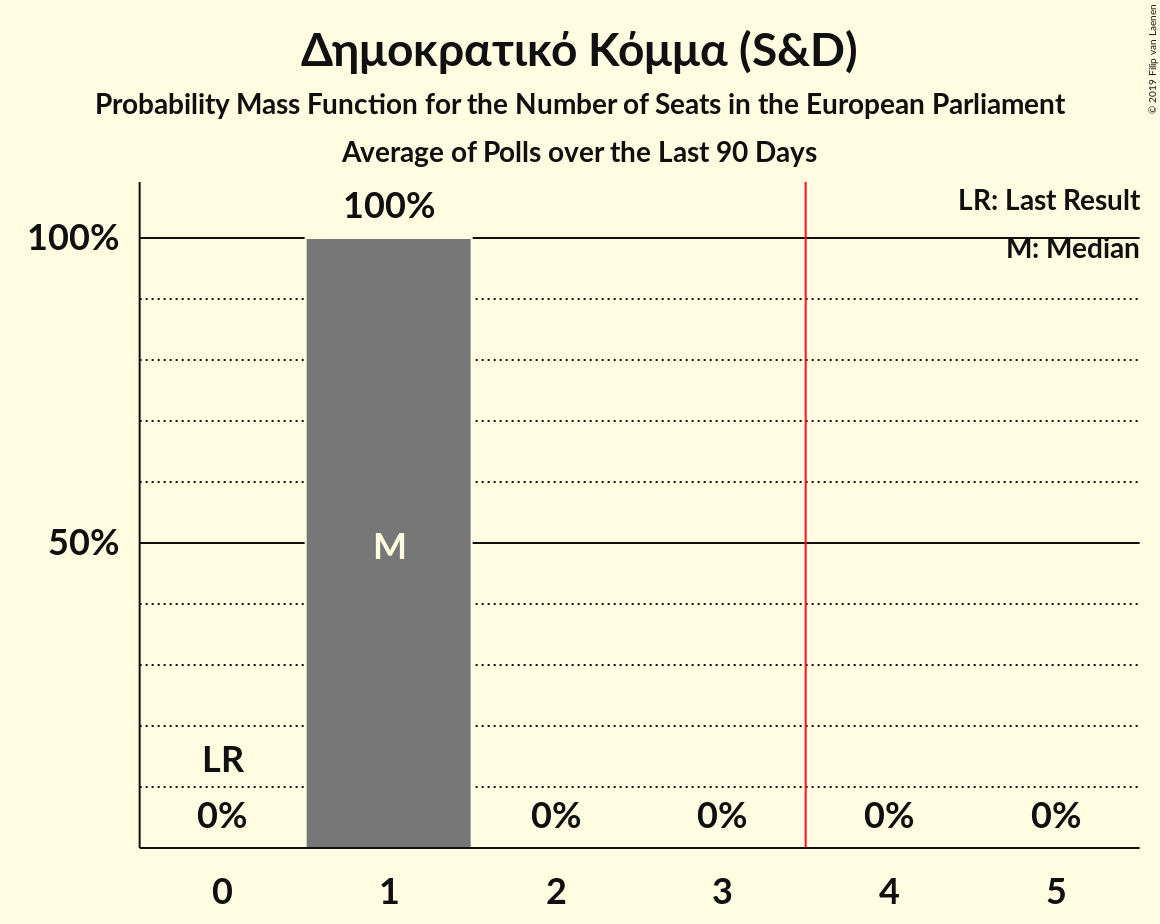 Δημοκρατικό Κόμμα (S&D)
Probability Mass Function for the Number of Seats in the European Parliament
Average of Polls over the Last 90 Days
© 2019 Filip van Laenen
LR: Last Result
M: Median
100%
100%
50%
M
LR
0%
0%
0%
0%
0%
0
1
2
3
4
5